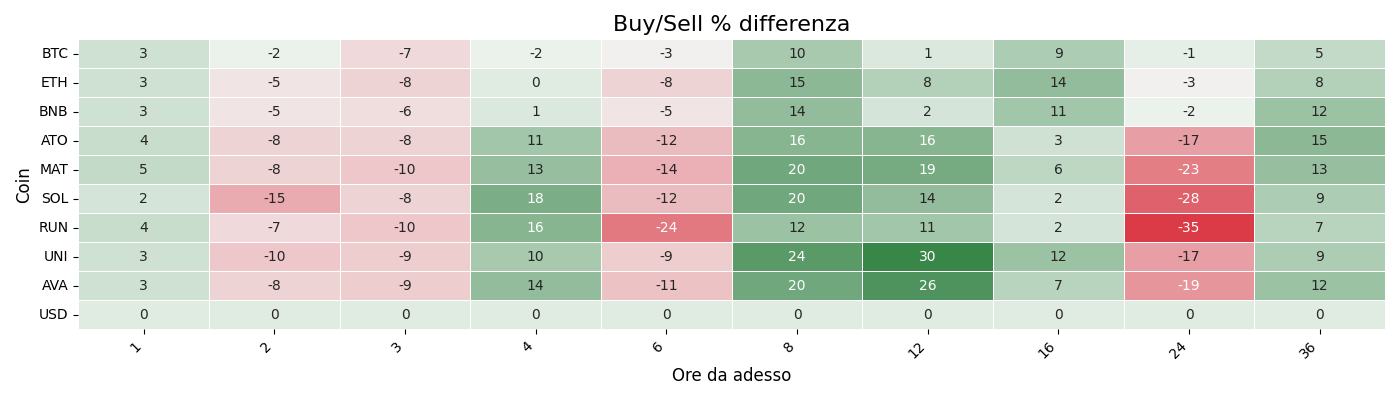 Buy/Sell % differenza
Coin
BTC 3 -2 -7 -2 -3 10 1 9 -1 5
ETH 3 -5 -8 0 -8 15 8 14 -3 8
BNB 3 -5 -6 1 -5 14 2 11 -2 12
ATO 4 -8 -8 11 -12 16 16 3 -17 15
MAT 5 -8 -10 13 -14 20 19 6 -23 13
SOL 2 -15 -8 18 -12 20 14 2 -28 9
RUN 4 -7 -10 16 -24 12 11 2 -35 7
UNI 3 -10 -9 10 -9 24 30 12 -17 9
AVA 3 -8 -9 14 -11 20 26 7 -19 12
USD 0 0 0 0 0 0 0 0 0 0
1 2 3 4 6 8 12 16 24 36
Ore da adesso